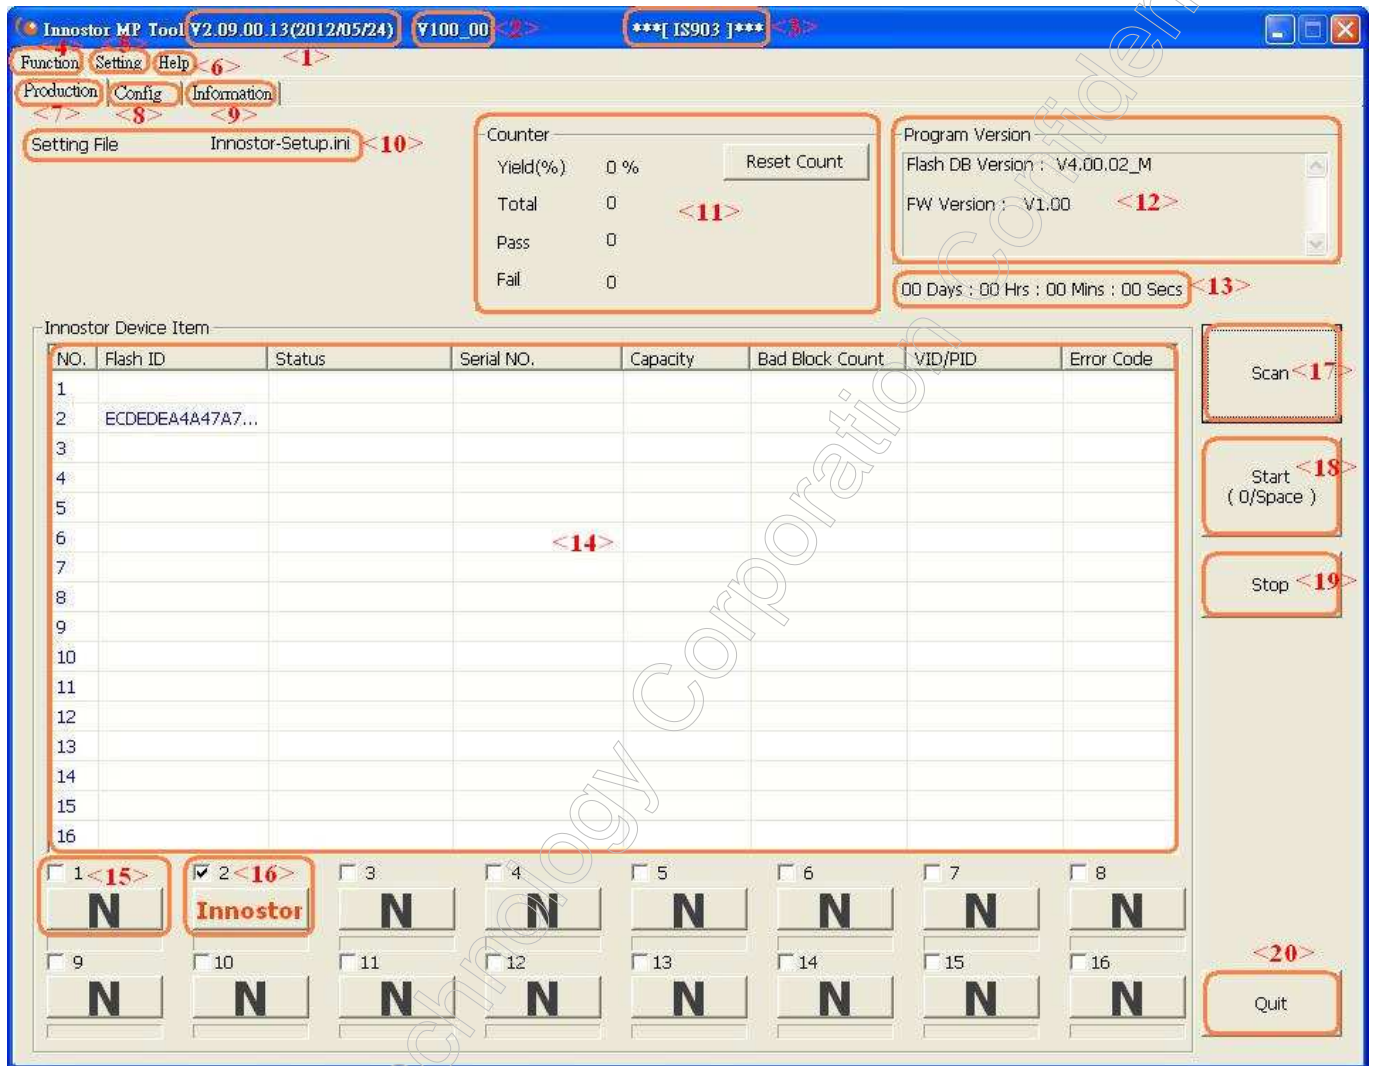 Innostor MP Tool V2.09.00.13(2012/05/24) V100_00 <2> ***[ IS903 ]*** <3>
<4> <5>
Function Setting Help <6> <1>
Production Config Information
<7> <8> <9>
Setting File Innostor-Setup.ini <10>
Counter
Yield(%) 0 % Reset Count
Total 0 <11>
Pass 0
Fail 0
Program Version
Flash DB Version : V4.00.02_M
FW Version : V1.00 <12>
00 Days : 00 Hrs : 00 Mins : 00 Secs <13>
Innostor Device Item
NO. Flash ID Status Serial NO. Capacity Bad Block Count VID/PID Error Code
1
2 ECDEDEA4A47A7...
3
4
5
6 <14>
7
8
9
10
11
12
13
14
15
16
Scan <17>
Start <18>
( 0/Space )
Stop <19>
1 <15> 2 <16> 3 4 5 6 7 8
N Innostor N N N N N N
9 10 11 12 13 14 15 16
N N N N N N N N
<20>
Quit
chnology Corporation Confiden